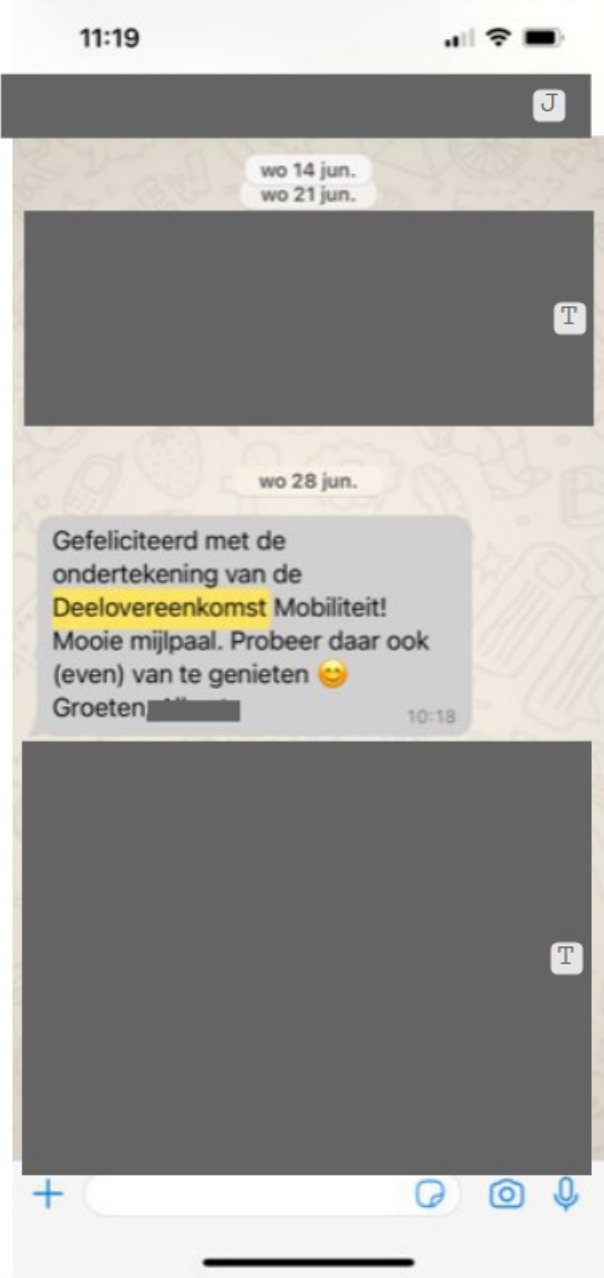 11:19
J
wo 14 jun.
wo 21 jun.
T
wo 28 jun.
Gefeliciteerd met de
ondertekening van de
Deelovereenkomst Mobiliteit!
Mooie mijlpaal. Probeer daar ook
(even) van te genieten 😊
Groeten
10:18
T